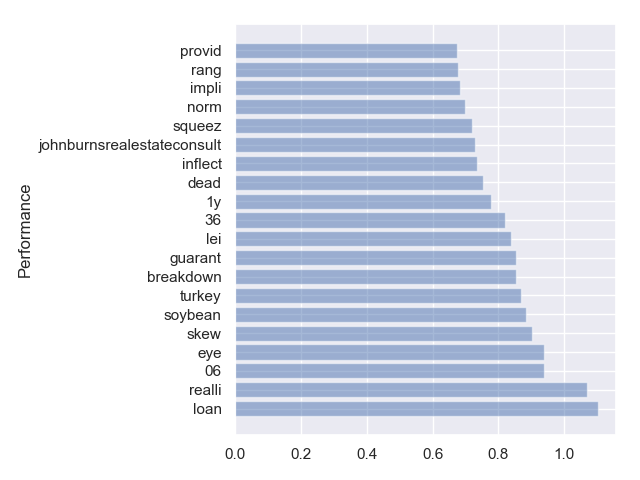 provid
rang
impli
norm
squeez
johnburnsrealestateconsult
inflect
dead
1y
36
lei
guarant
breakdown
turkey
soybean
skew
eye
06
realli
loan
Performance
0.0 0.2 0.4 0.6 0.8 1.0